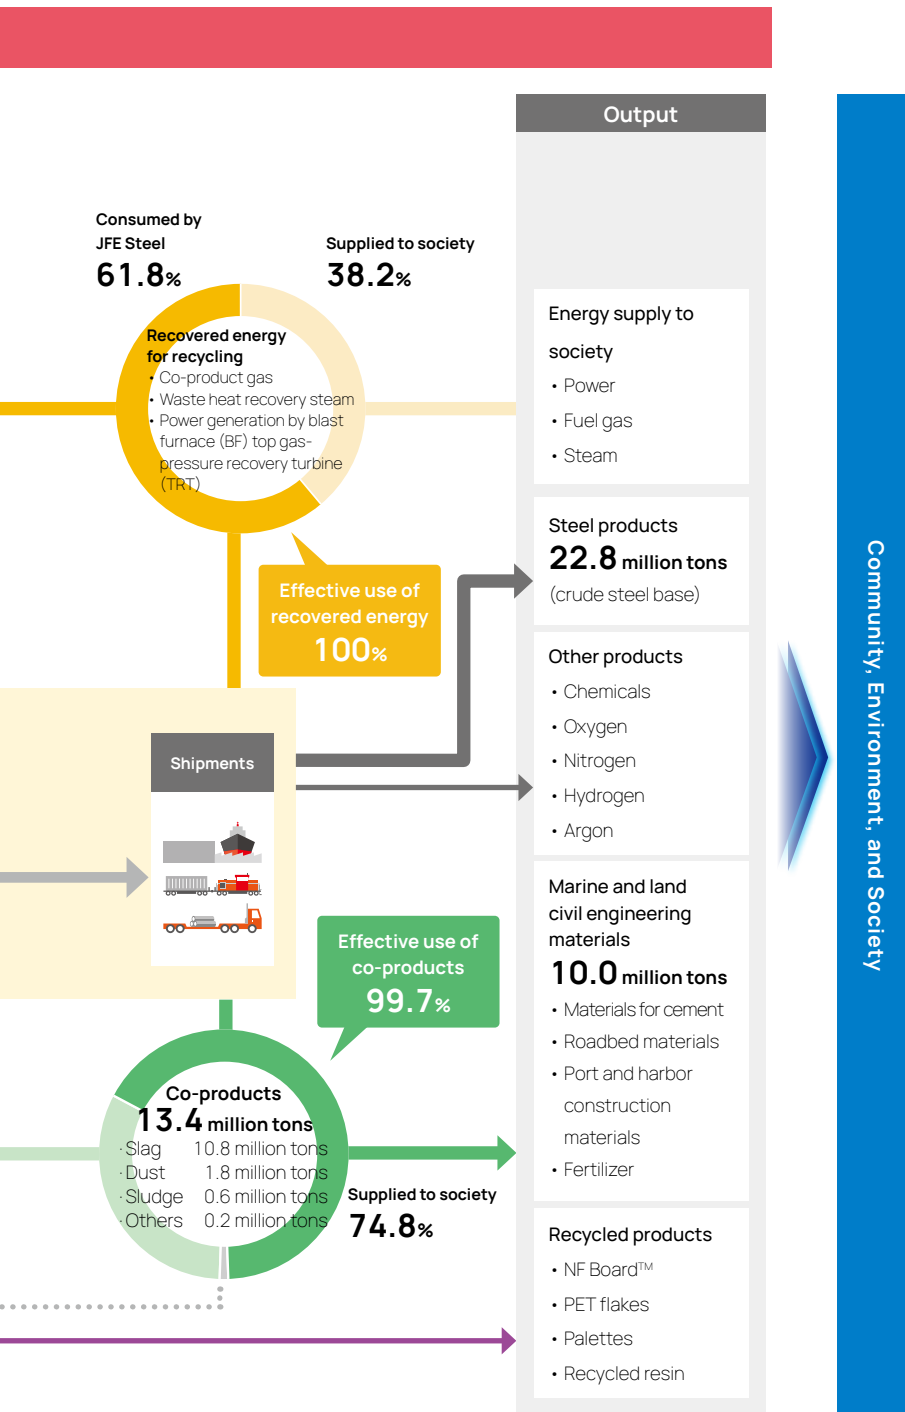 Output
Consumed by
JFE Steel
61.8%
Supplied to society
38.2%
Recovered energy
for recycling
• Co-product gas
• Waste heat recovery steam
• Power generation by blast
furnace (BF) top gas-
pressure recovery turbine
(TRT)
Effective use of
recovered energy
100%
Shipments
Effective use of
co-products
99.7%
Co-products
13.4 million tons
·Slag 10.8 million tons
·Dust 1.8 million tons
·Sludge 0.6 million tons
·Others 0.2 million tons
Supplied to society
74.8%
Energy supply to
society
• Power
• Fuel gas
• Steam
Steel products
22.8 million tons
(crude steel base)
Other products
• Chemicals
• Oxygen
• Nitrogen
• Hydrogen
• Argon
Marine and land
civil engineering
materials
10.0 million tons
• Materials for cement
• Roadbed materials
• Port and harbor
construction
materials
• Fertilizer
Recycled products
• NF Board™
• PET flakes
• Palettes
• Recycled resin
Community, Environment, and Society